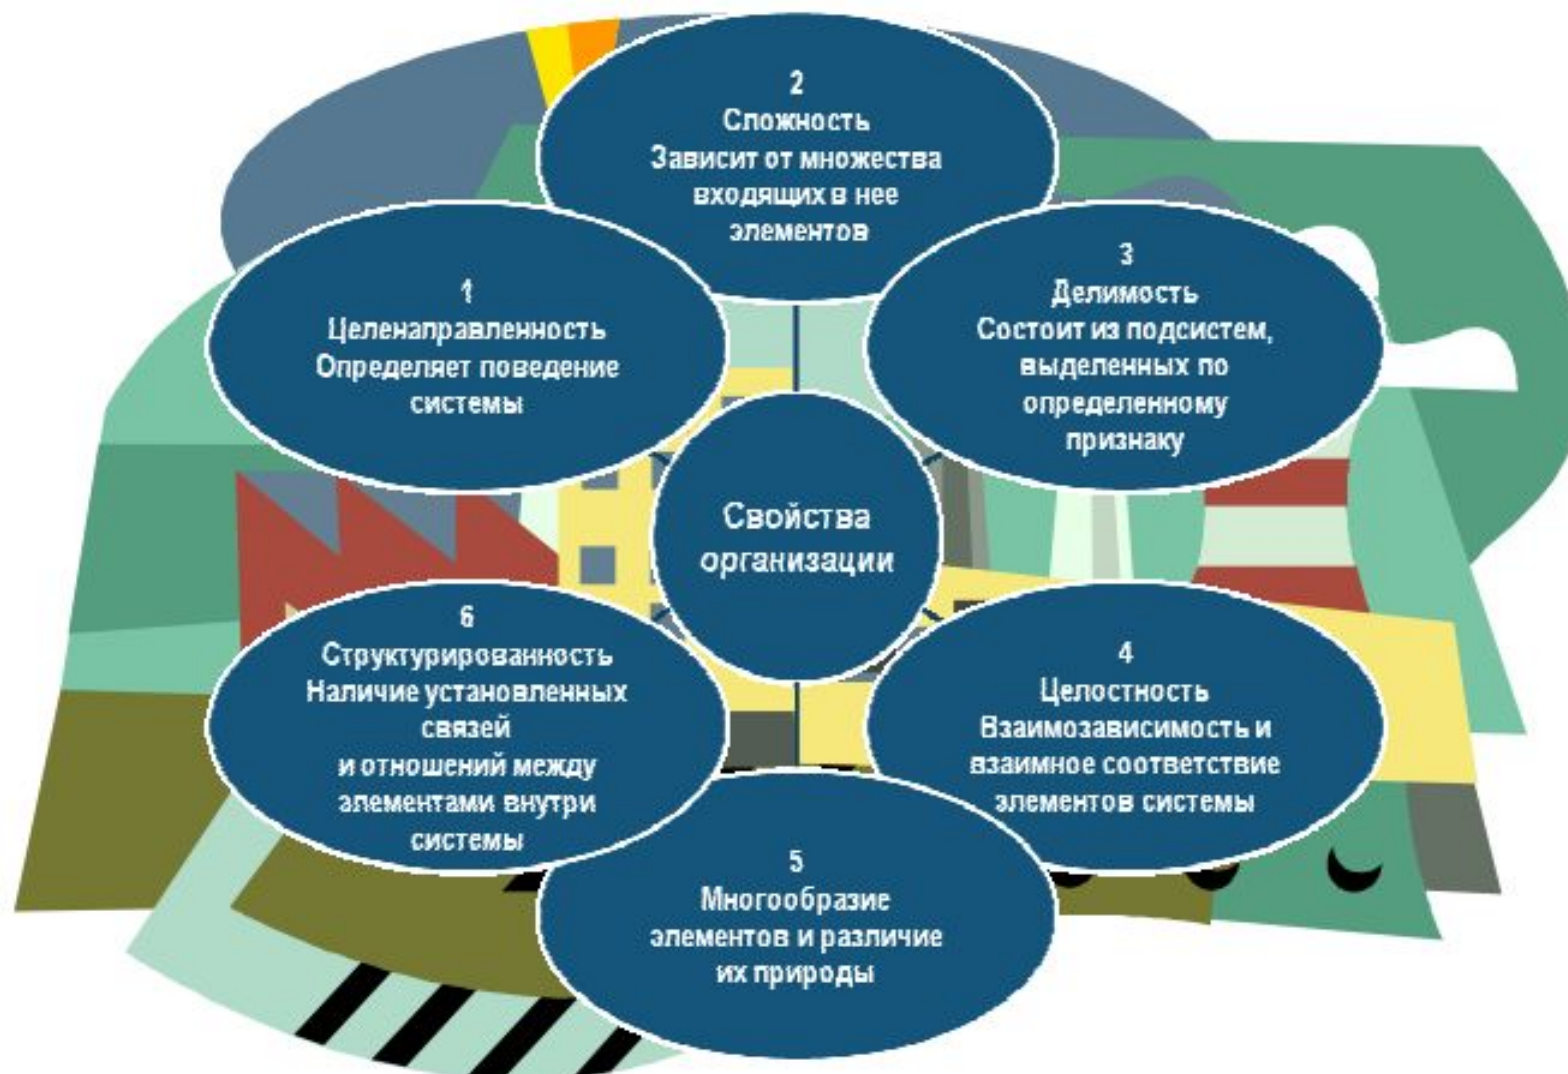 2
Сложность
Зависит от множества
входящих в нее
элементов
1
Целенаправленность
Определяет поведение
системы
3
Делимость
Состоит из подсистем,
выделенных по
определенному
признаку
Свойства
организации
6
Структурированность
Наличие установленных
связей
и отношений между
элементами внутри
системы
4
Целостность
Взаимозависимость и
взаимное соответствие
элементов системы
5
Многообразие
элементов и различие
их природы